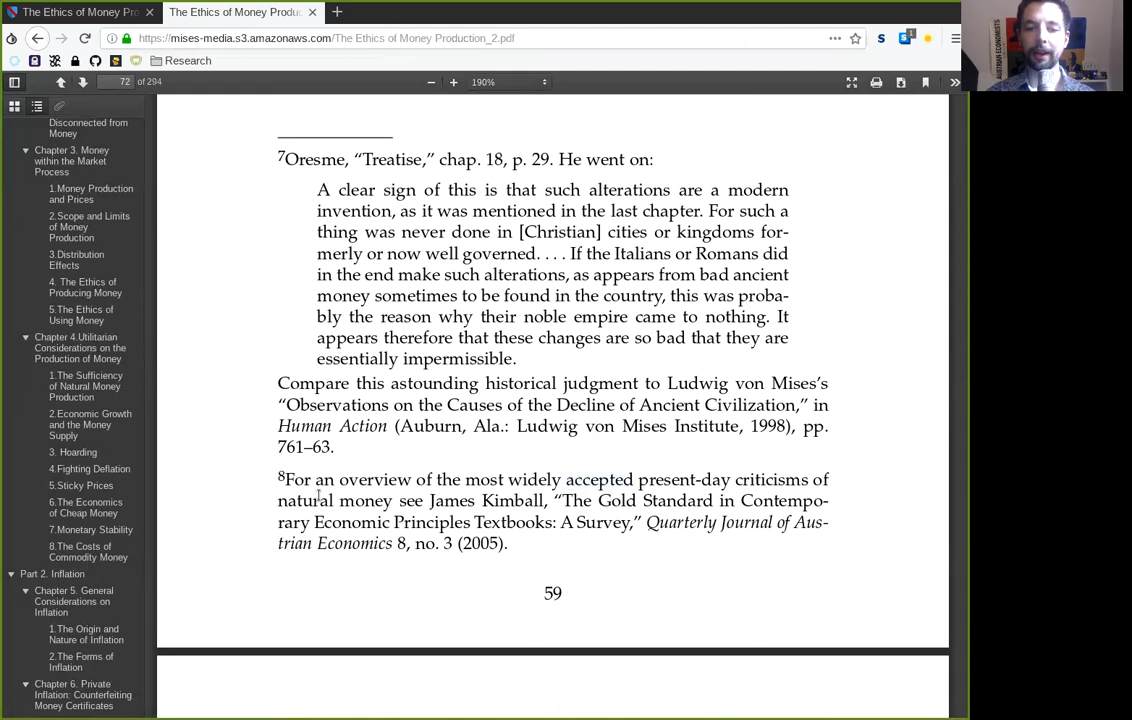 The Ethics of Money Pro
The Ethics of Money Produc
https://mises-media.s3.amazonaws.com/The Ethics of Money Production_2.pdf
S
1
Research
72 of 294
190%
Disconnected from
Money
Chapter 3. Money
within the Market
Process
1.Money Production
and Prices
2.Scope and Limits
of Money
Production
3.Distribution
Effects
4. The Ethics of
Producing Money
5.The Ethics of
Using Money
Chapter 4.Utilitarian
Considerations on the
Production of Money
1.The Sufficiency
of Natural Money
Production
2.Economic Growth
and the Money
Supply
3. Hoarding
4.Fighting Deflation
5.Sticky Prices
6.The Economics
of Cheap Money
7.Monetary Stability
8.The Costs of
Commodity Money
Part 2. Inflation
Chapter 5. General
Considerations on
Inflation
1.The Origin and
Nature of Inflation
2.The Forms of
Inflation
Chapter 6. Private
Inflation: Counterfeiting
Money Certificates
7Oresme, “Treatise,” chap. 18, p. 29. He went on:
A clear sign of this is that such alterations are a modern
invention, as it was mentioned in the last chapter. For such a
thing was never done in [Christian] cities or kingdoms for-
merly or now well governed. . . . If the Italians or Romans did
in the end make such alterations, as appears from bad ancient
money sometimes to be found in the country, this was proba-
bly the reason why their noble empire came to nothing. It
appears therefore that these changes are so bad that they are
essentially impermissible.
Compare this astounding historical judgment to Ludwig von Mises’s
“Observations on the Causes of the Decline of Ancient Civilization,” in
Human Action (Auburn, Ala.: Ludwig von Mises Institute, 1998), pp.
761–63.
8For an overview of the most widely accepted present-day criticisms of
natural money see James Kimball, “The Gold Standard in Contempo-
rary Economic Principles Textbooks: A Survey,” Quarterly Journal of Aus-
trian Economics 8, no. 3 (2005).
59
AUSTRIAN ECONOMISTS